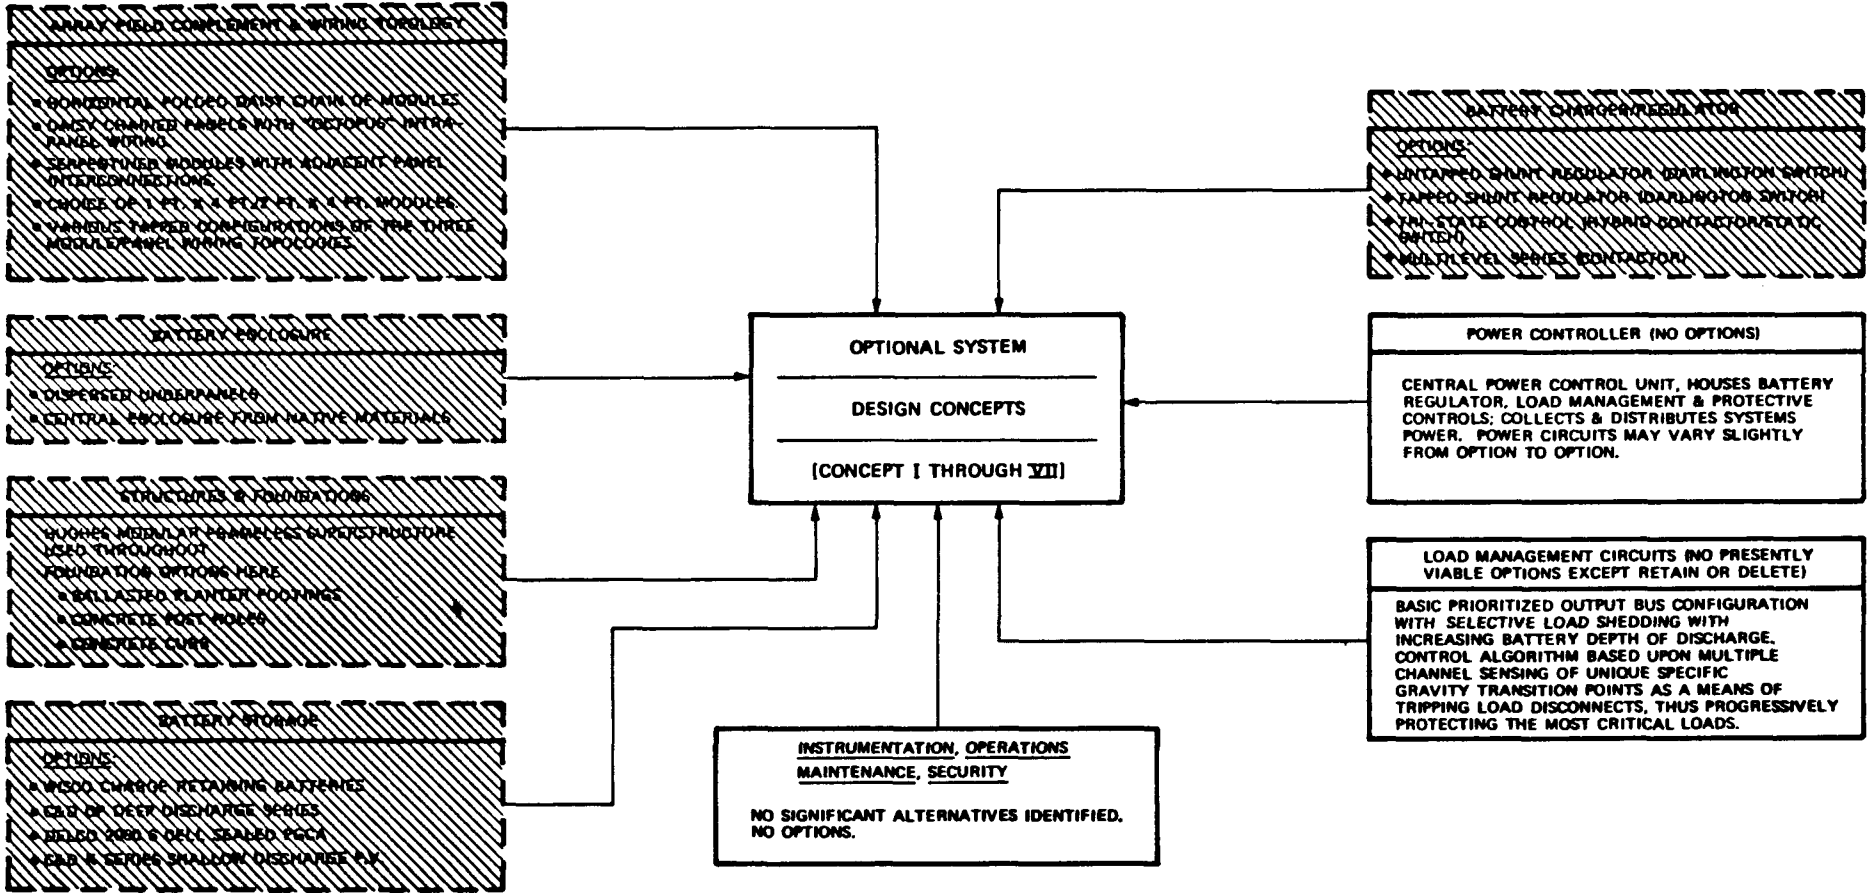 ARRAY FIELD COMPLEMENT & WIRING TOPOLOGY
OPTIONS:
• HORIZONTAL FOLDED DAISY CHAIN OF MODULES
• DAISY CHAINED PANELS WITH "OCTOPUS" INTRA-
PANEL WIRING.
• SERPENTINED MODULES WITH ADJACENT PANEL
INTERCONNECTIONS.
• CHOICE OF 1 FT. X 4 FT./2 FT. X 4 FT. MODULES.
• VARIOUS TAPPED CONFIGURATIONS OF THE THREE
MODULE/PANEL WIRING TOPOLOGIES.
BATTERY ENCLOSURE
OPTIONS:
• DISPERSED UNDERPANELS
• CENTRAL ENCLOSURE FROM NATIVE MATERIALS
STRUCTURES & FOUNDATIONS
HUGHES MODULAR FRAMELESS SUPERSTRUCTURE
USED THROUGHOUT
FOUNDATION OPTIONS HERE
• BALLASTED PLANTER FOOTINGS
• CONCRETE POST HOLES
• CONCRETE CURB
BATTERY STORAGE
OPTIONS:
• WISCO CHARGE RETAINING BATTERIES
• C&D DEEP DISCHARGE SERIES
• DELCO 2000 6 CELL SEALED
• C&D SERIES SHALLOW DISCHARGE P.V.
OPTIONAL SYSTEM
DESIGN CONCEPTS
[CONCEPT I THROUGH VII]
INSTRUMENTATION, OPERATIONS
MAINTENANCE, SECURITY
NO SIGNIFICANT ALTERNATIVES IDENTIFIED.
NO OPTIONS.
BATTERY CHARGER/REGULATOR
OPTIONS:
• UNTAPPED SHUNT REGULATOR (DARLINGTON SWITCH)
• TAPPED SHUNT REGULATOR (DARLINGTON SWITCH)
• TRI-STATE CONTROL (HYBRID CONTACTOR/STATIC
SWITCH)
• MULTILEVEL SERIES (CONTACTOR)
POWER CONTROLLER (NO OPTIONS)
CENTRAL POWER CONTROL UNIT, HOUSES BATTERY
REGULATOR, LOAD MANAGEMENT & PROTECTIVE
CONTROLS; COLLECTS & DISTRIBUTES SYSTEMS
POWER. POWER CIRCUITS MAY VARY SLIGHTLY
FROM OPTION TO OPTION.
LOAD MANAGEMENT CIRCUITS (NO PRESENTLY
VIABLE OPTIONS EXCEPT RETAIN OR DELETE)
BASIC PRIORITIZED OUTPUT BUS CONFIGURATION
WITH SELECTIVE LOAD SHEDDING WITH
INCREASING BATTERY DEPTH OF DISCHARGE.
CONTROL ALGORITHM BASED UPON MULTIPLE
CHANNEL SENSING OF UNIQUE SPECIFIC
GRAVITY TRANSITION POINTS AS A MEANS OF
TRIPPING LOAD DISCONNECTS, THUS PROGRESSIVELY
PROTECTING THE MOST CRITICAL LOADS.